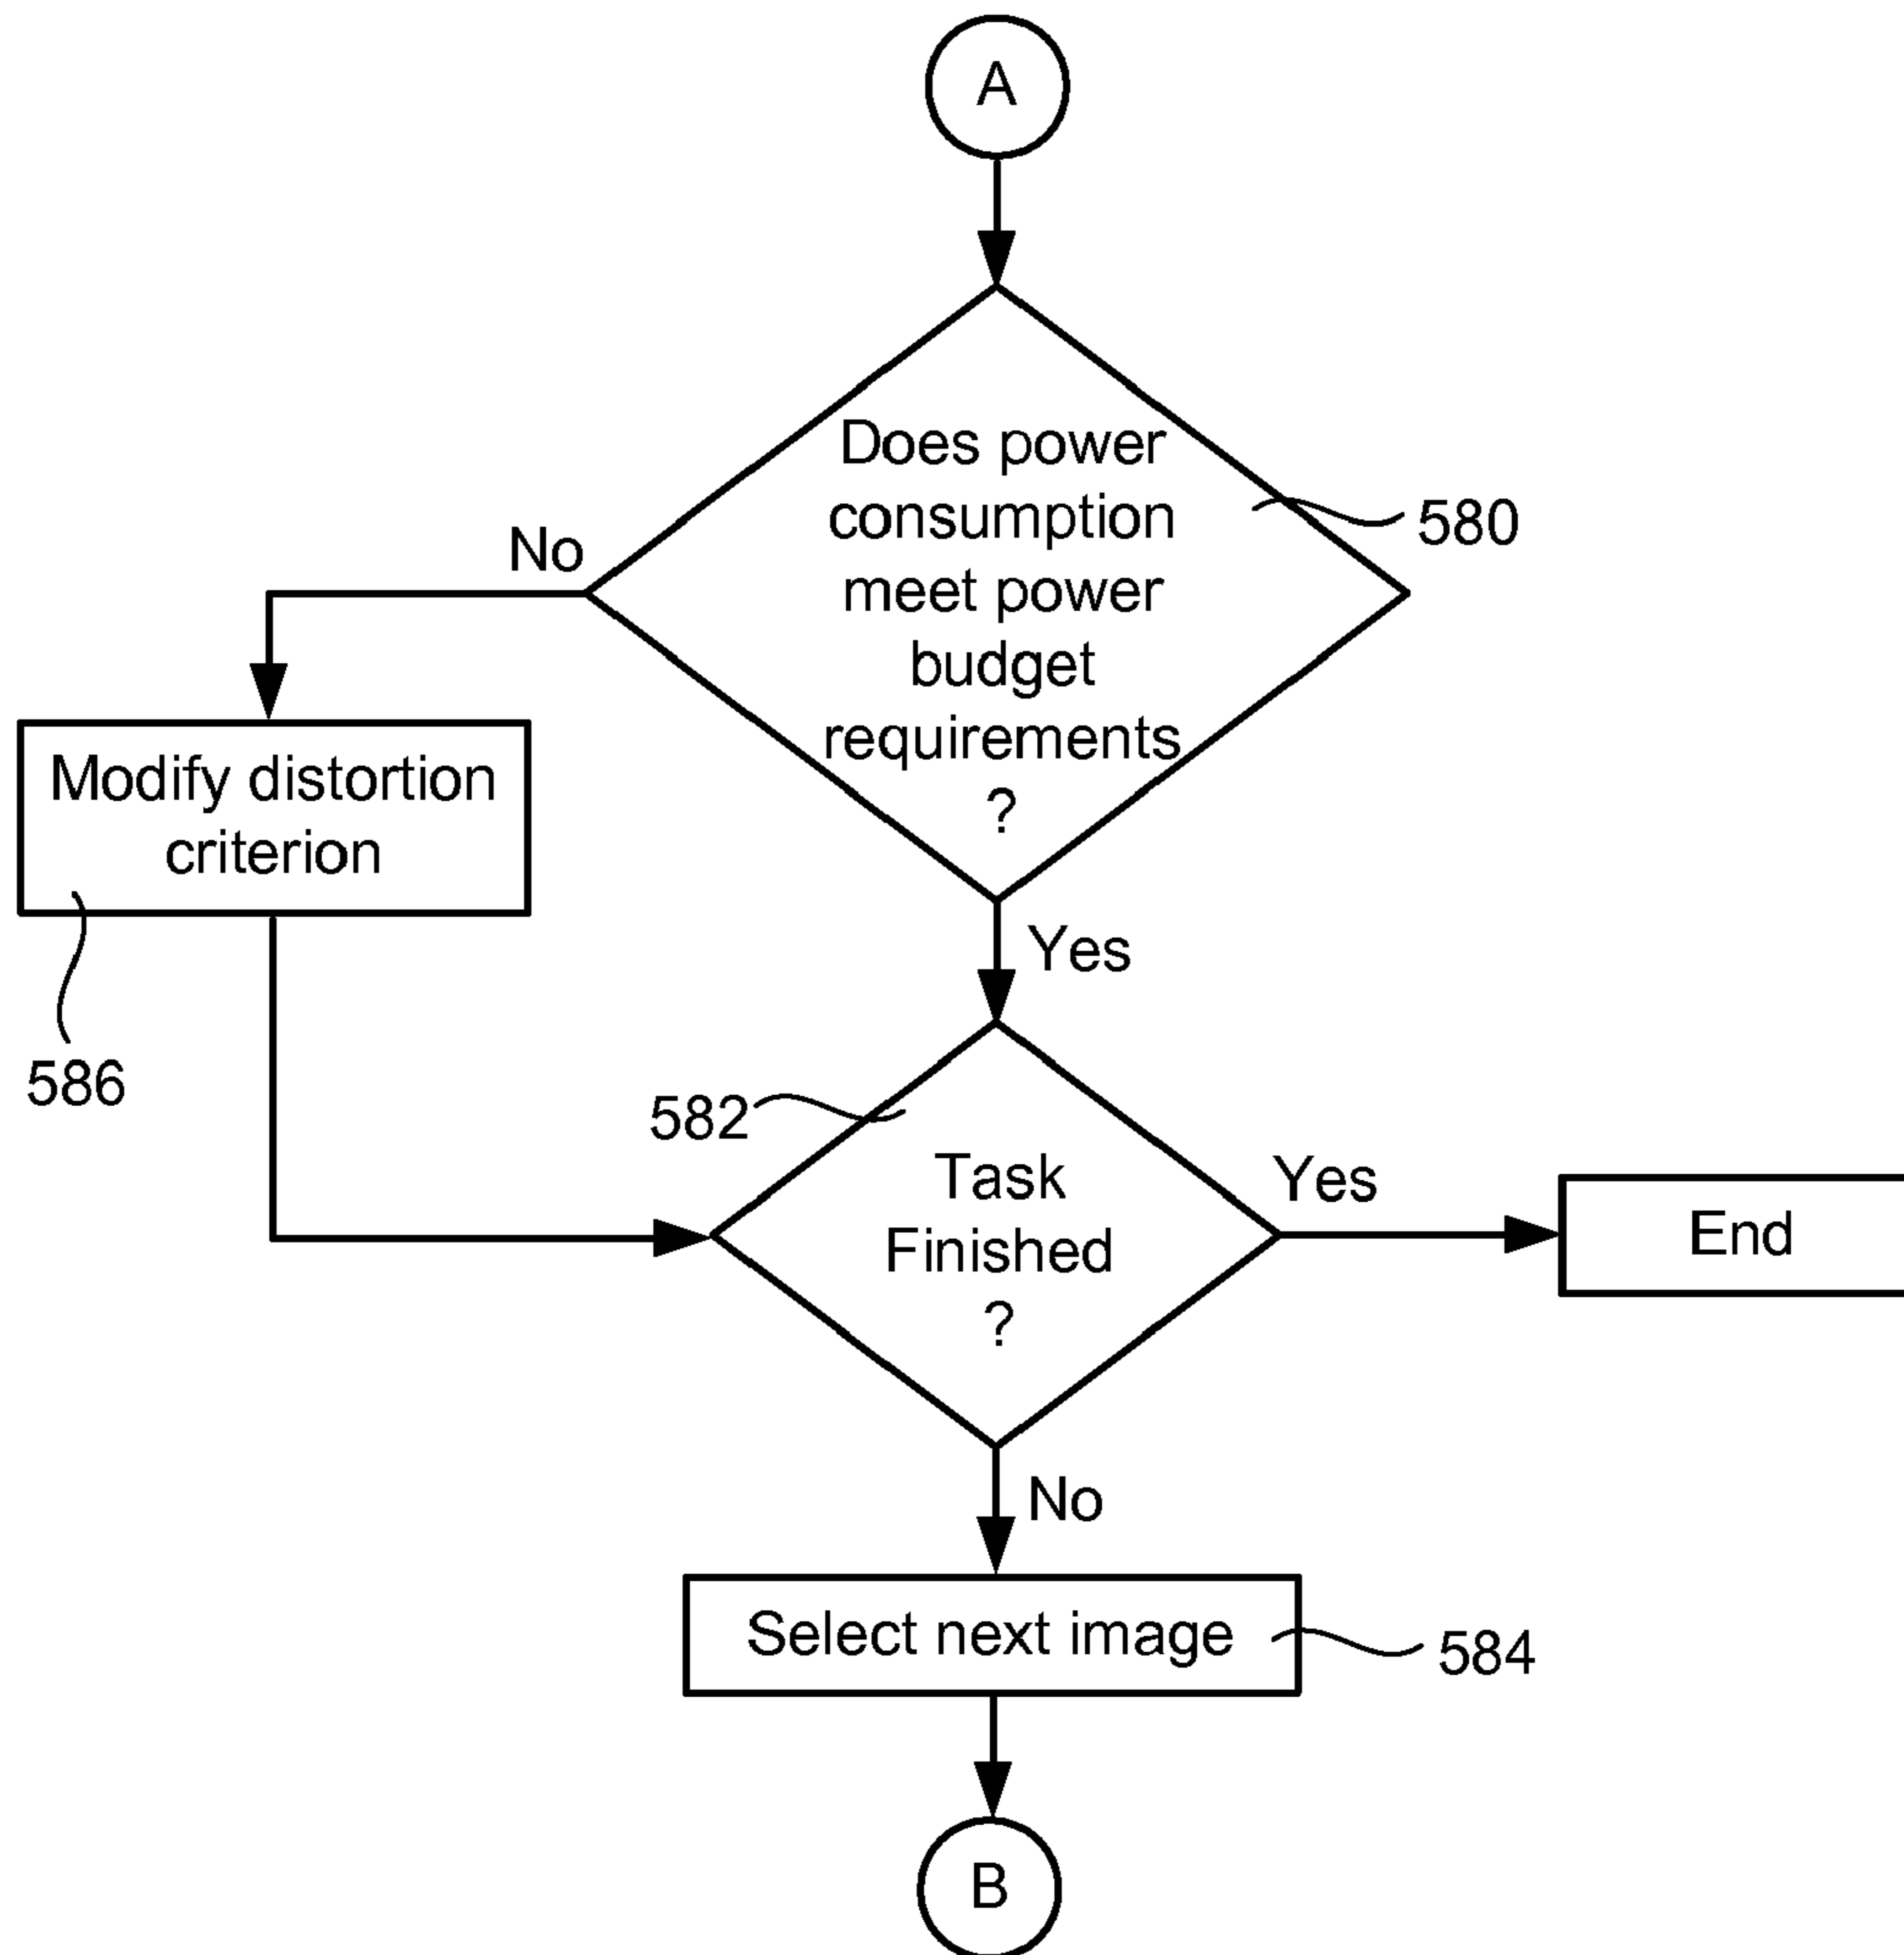 A
Does power
consumption
meet power
budget
requirements
?
580
No
Modify distortion
criterion
586
Yes
582
Task
Finished
?
Yes
End
No
Select next image
584
B